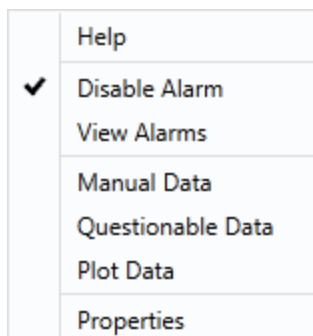 Help
Disable Alarm
View Alarms
Manual Data
Questionable Data
Plot Data
Properties